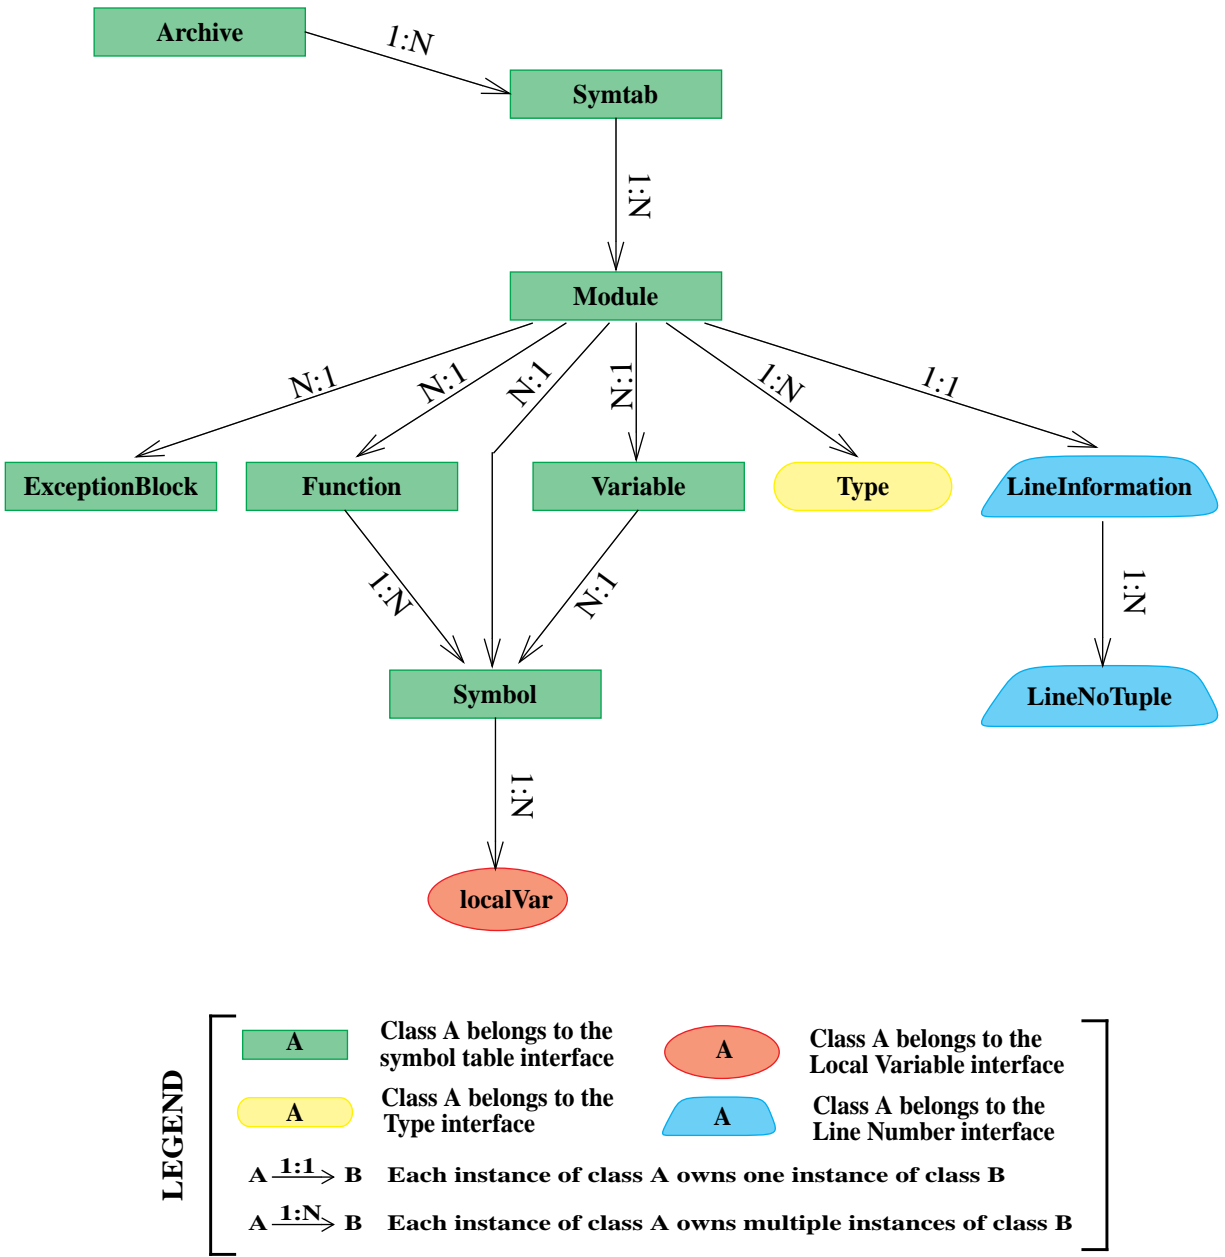 Archive
1:N
Symtab
1:N
Module
N:1
N:1
N:1
N:1
1:N
1:1
ExceptionBlock
Function
Variable
Type
LineInformation
1:N
N:1
1:N
Symbol
LineNoTuple
1:N
localVar
LEGEND
A
Class A belongs to the
symbol table interface
A
Class A belongs to the
Local Variable interface
A
Class A belongs to the
Type interface
A
Class A belongs to the
Line Number interface
A 1:1 B Each instance of class A owns one instance of class B
A 1:N B Each instance of class A owns multiple instances of class B